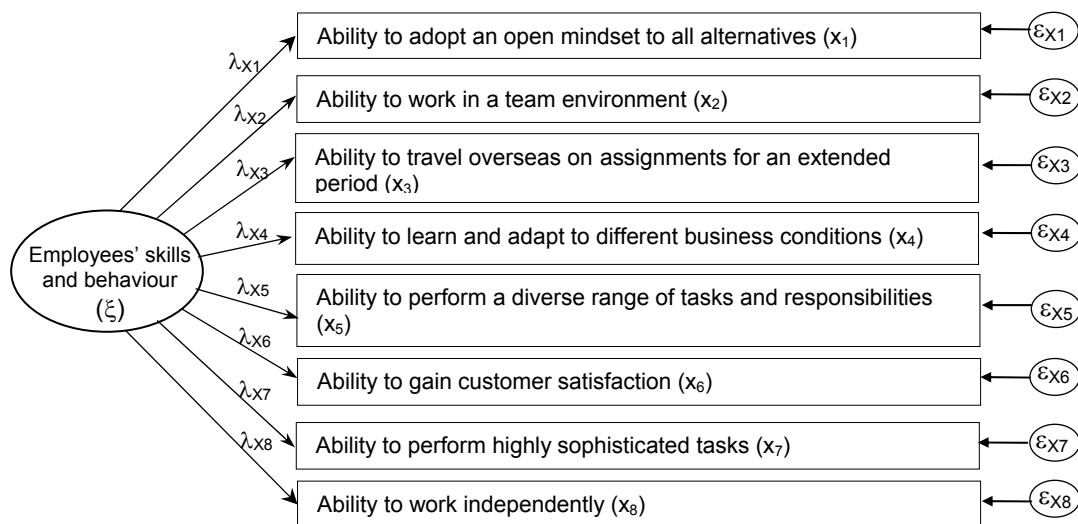 Ability to adopt an open mindset to all alternatives (x₁)
εX1
λX1
Ability to work in a team environment (x₂)
εX2
λX2
Ability to travel overseas on assignments for an extended
period (x₃)
εX3
λX3
Ability to learn and adapt to different business conditions (x₄)
εX4
λX4
Employees’ skills
and behaviour
(ξ)
Ability to perform a diverse range of tasks and responsibilities
(x₅)
εX5
λX5
Ability to gain customer satisfaction (x₆)
εX6
λX6
Ability to perform highly sophisticated tasks (x₇)
εX7
λX7
Ability to work independently (x₈)
εX8
λX8